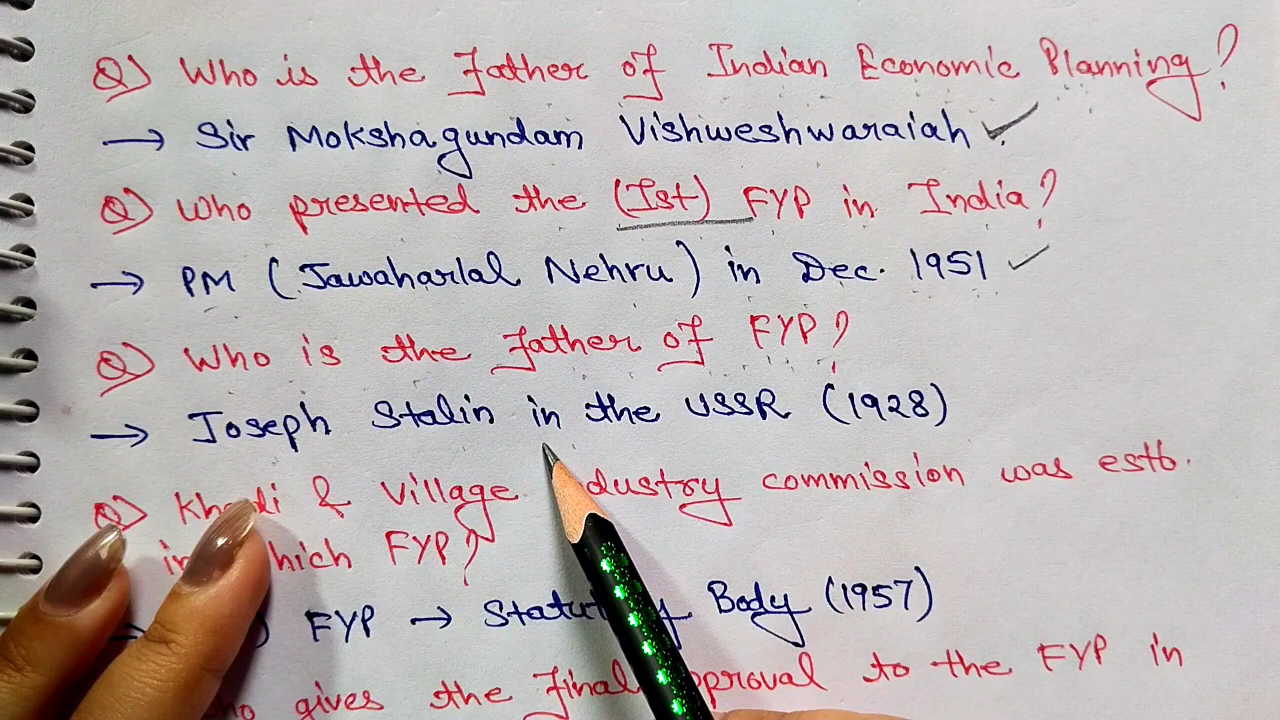 Q) Who is the Father of Indian Economic Planning?
→ Sir Mokshagundam Vishweshwaraiah ✓
Q) Who presented the (Ist) FYP in India?
→ PM (Jawaharlal Nehru) in Dec. 1951 ✓
Q) Who is the Father of FYP?
→ Joseph Stalin in the USSR (1928)
Q) & Village commission was estb.
FYP?
FYP → Body (1957)
gives the Final to the FYP in